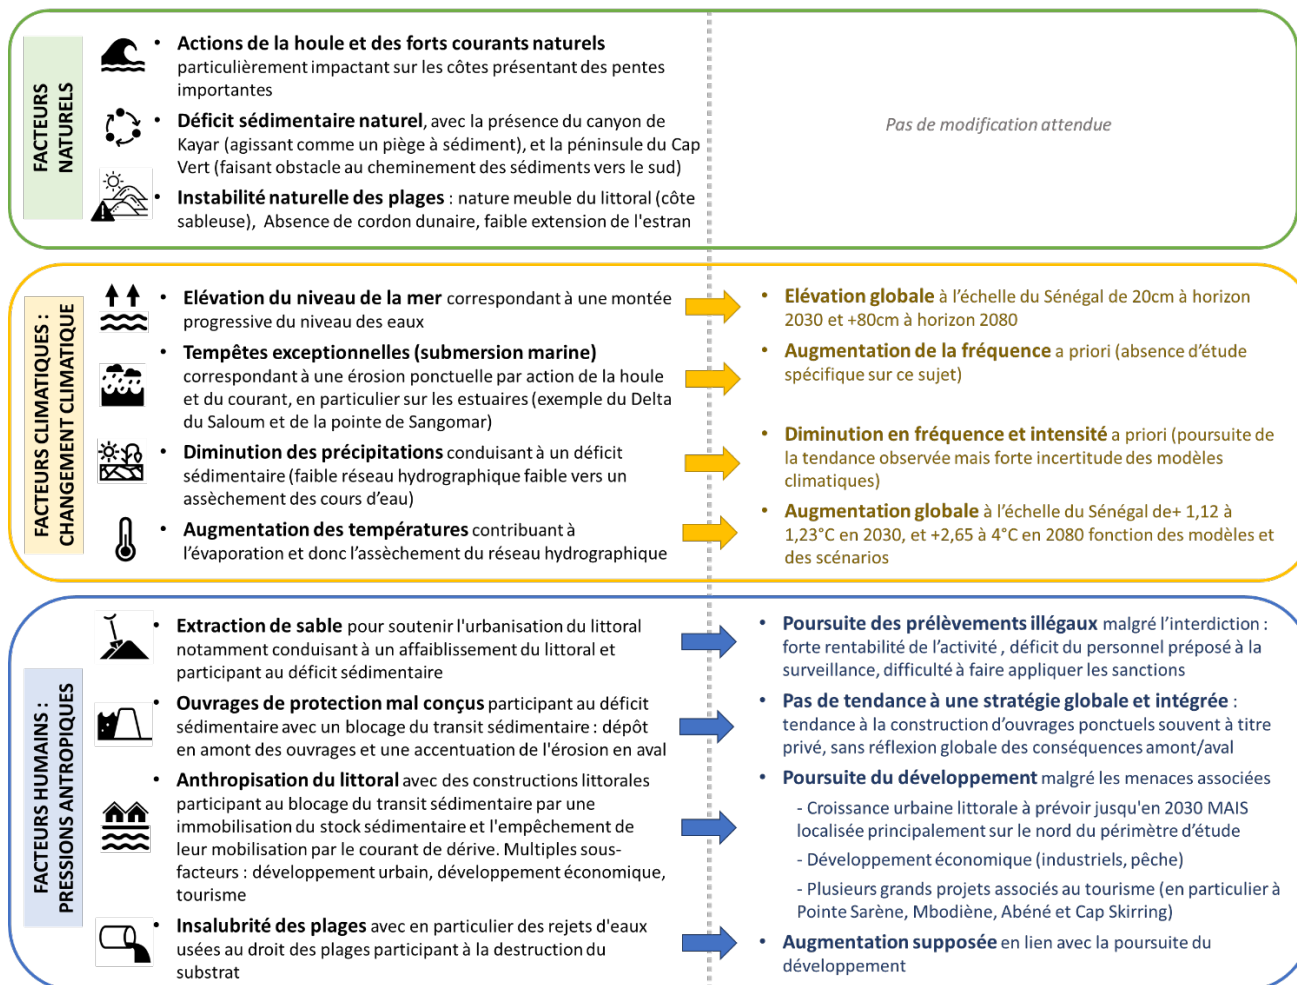 FACTEURS
NATURELS
• Actions de la houle et des forts courants naturels
particulièrement impactant sur les côtes présentant des pentes
importantes
• Déficit sédimentaire naturel, avec la présence du canyon de
Kayar (agissant comme un piège à sédiment), et la péninsule du Cap
Vert (faisant obstacle au cheminement des sédiments vers le sud)
• Instabilité naturelle des plages : nature meuble du littoral (côte
sableuse), Absence de cordon dunaire, faible extension de l'estran
Pas de modification attendue
FACTEURS CLIMATIQUES :
CHANGEMENT CLIMATIQUE
• Elévation du niveau de la mer correspondant à une montée
progressive du niveau des eaux
• Tempêtes exceptionnelles (submersion marine)
correspondant à une érosion ponctuelle par action de la houle
et du courant, en particulier sur les estuaires (exemple du Delta
du Saloum et de la pointe de Sangomar)
• Diminution des précipitations conduisant à un déficit
sédimentaire (faible réseau hydrographique faible vers un
assèchement des cours d'eau)
• Augmentation des températures contribuant à
l'évaporation et donc l'assèchement du réseau hydrographique
• Elévation globale à l'échelle du Sénégal de 20cm à horizon
2030 et +80cm à horizon 2080
• Augmentation de la fréquence a priori (absence d'étude
spécifique sur ce sujet)
• Diminution en fréquence et intensité a priori (poursuite de
la tendance observée mais forte incertitude des modèles
climatiques)
• Augmentation globale à l'échelle du Sénégal de+ 1,12 à
1,23°C en 2030, et +2,65 à 4°C en 2080 fonction des modèles et
des scénarios
FACTEURS HUMAINS :
PRESSIONS ANTROPIQUES
• Extraction de sable pour soutenir l'urbanisation du littoral
notamment conduisant à un affaiblissement du littoral et
participant au déficit sédimentaire
• Ouvrages de protection mal conçus participant au déficit
sédimentaire avec un blocage du transit sédimentaire : dépôt
en amont des ouvrages et une accentuation de l'érosion en aval
• Anthropisation du littoral avec des constructions littorales
participant au blocage du transit sédimentaire par une
immobilisation du stock sédimentaire et l'empêchement de
leur mobilisation par le courant de dérive. Multiples sous-
facteurs : développement urbain, développement économique,
tourisme
• Insalubrité des plages avec en particulier des rejets d'eaux
usées au droit des plages participant à la destruction du
substrat
• Poursuite des prélèvements illégaux malgré l'interdiction :
forte rentabilité de l'activité , déficit du personnel préposé à la
surveillance, difficulté à faire appliquer les sanctions
• Pas de tendance à une stratégie globale et intégrée :
tendance à la construction d'ouvrages ponctuels souvent à titre
privé, sans réflexion globale des conséquences amont/aval
• Poursuite du développement malgré les menaces associées
- Croissance urbaine littorale à prévoir jusqu'en 2030 MAIS
localisée principalement sur le nord du périmètre d'étude
- Développement économique (industriels, pêche)
- Plusieurs grands projets associés au tourisme (en particulier à
Pointe Sarène, Mbodiène, Abéné et Cap Skirring)
• Augmentation supposée en lien avec la poursuite du
développement